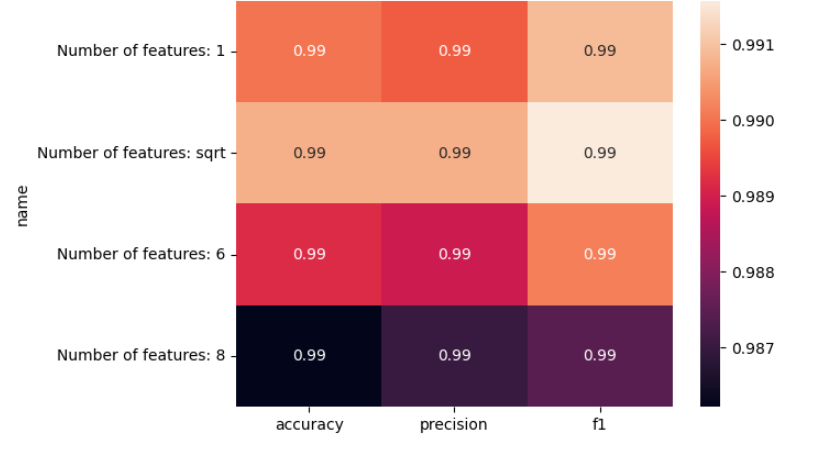 Number of features: 1
0.99 0.99 0.99
Number of features: sqrt
0.99 0.99 0.99
Number of features: 6
0.99 0.99 0.99
Number of features: 8
0.99 0.99 0.99
name
accuracy precision f1
0.991
0.990
0.989
0.988
0.987